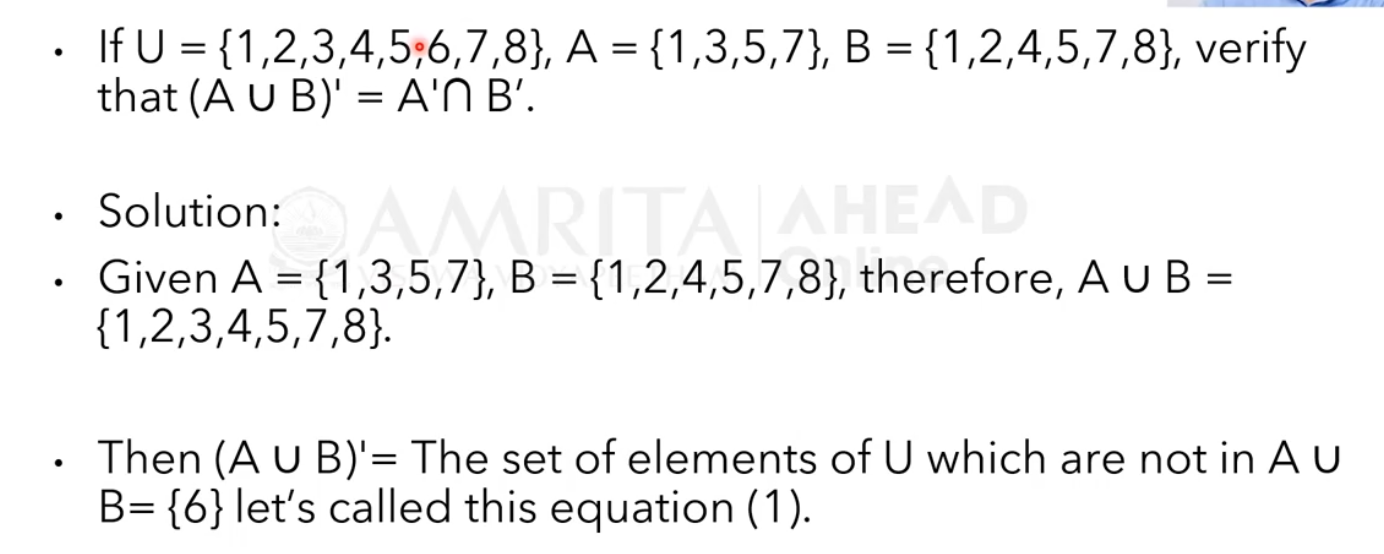 • If U = {1,2,3,4,5,6,7,8}, A = {1,3,5,7}, B = {1,2,4,5,7,8}, verify
that (A ∪ B)' = A'∩ B′.
• Solution:
AMRITA | AHEAD
Online
• Given A = {1,3,5,7}, B = {1,2,4,5,7,8}, therefore, A ∪ B =
{1,2,3,4,5,7,8}.
• Then (A ∪ B)'= The set of elements of U which are not in A ∪
B= {6} let’s called this equation (1).